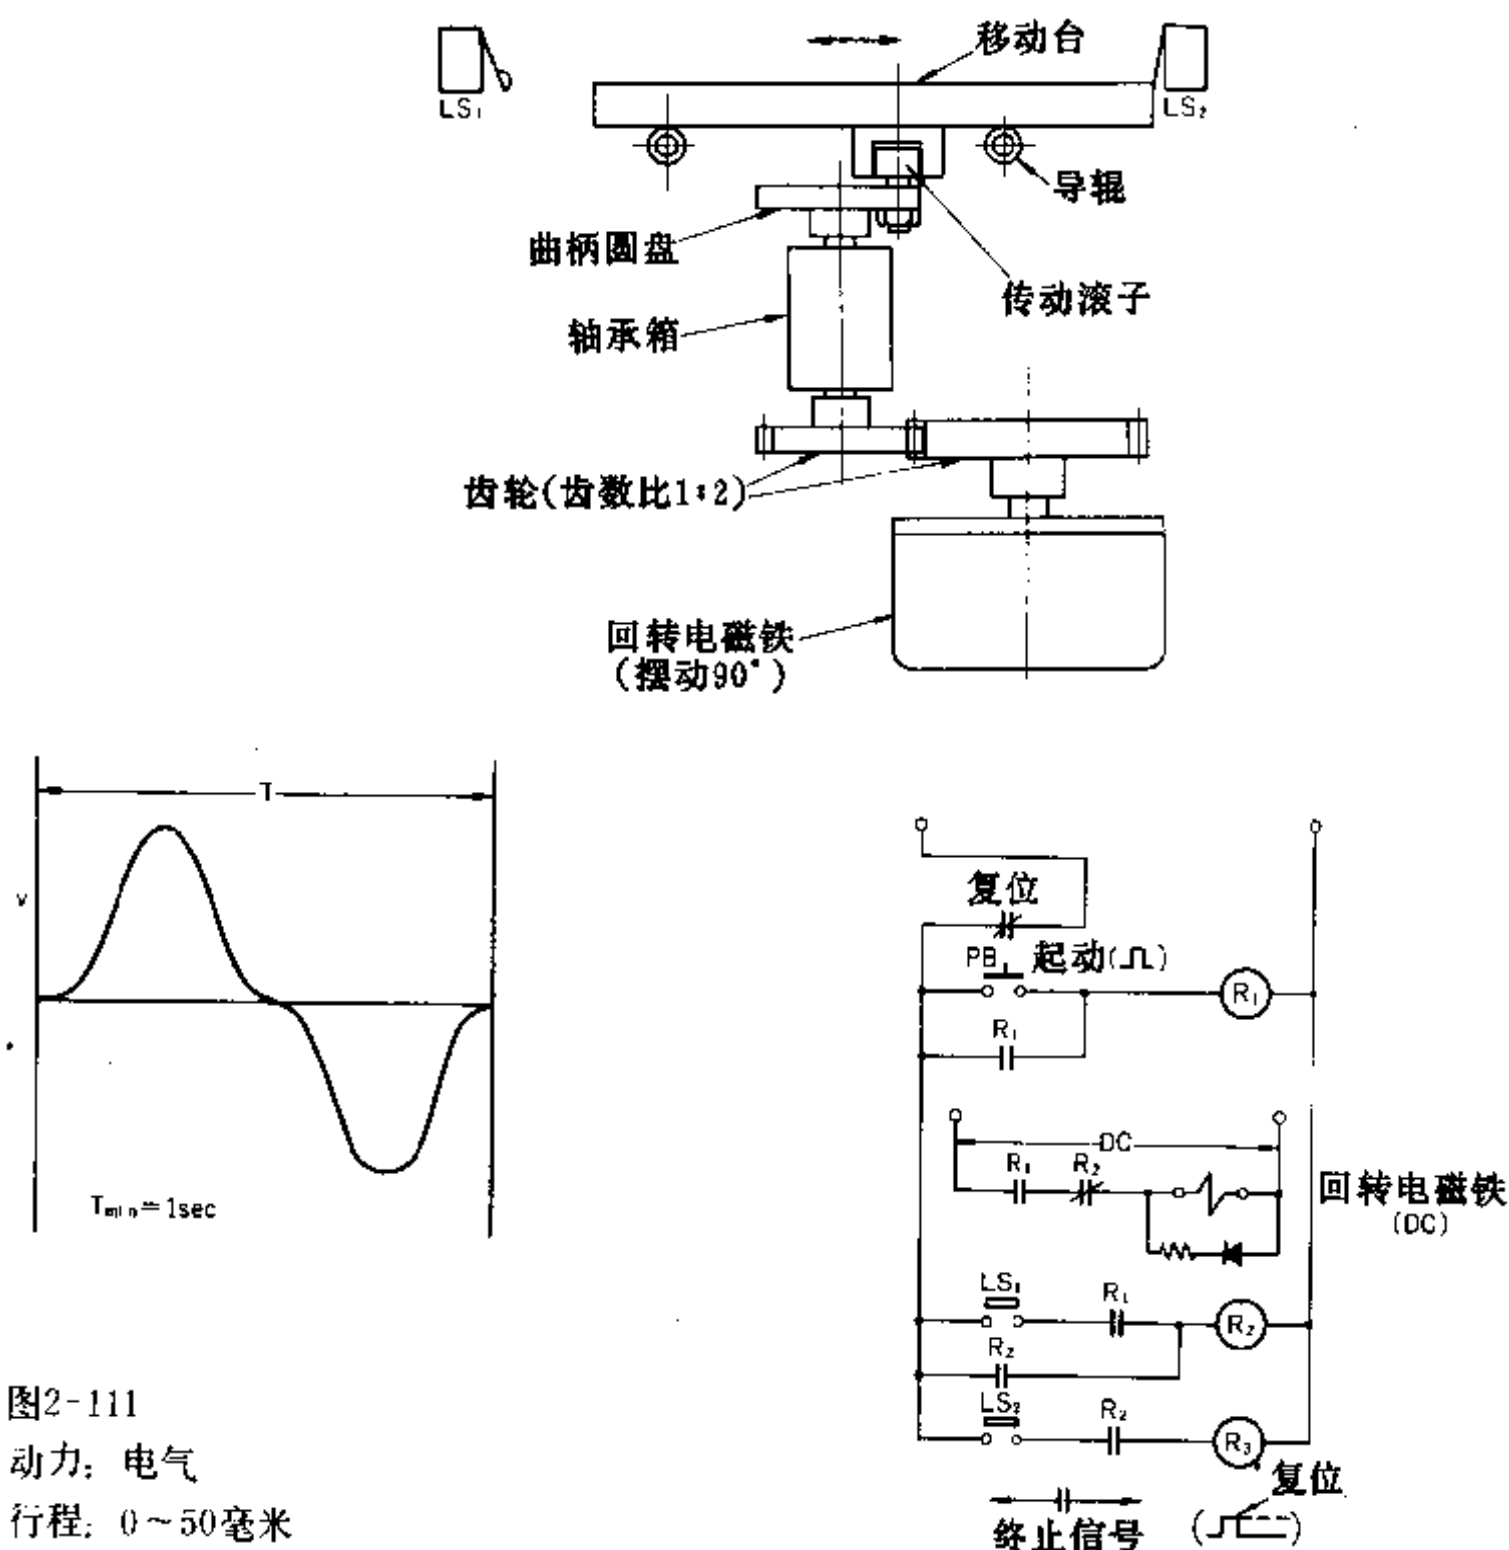 移动台
LS₁
LS₂
导辊
曲柄圆盘
传动滚子
轴承箱
齿轮(齿数比1:2)
回转电磁铁
(摆动90°)
T
v
Tmin=1sec
复位
PB₁ 起动
R₁
R₁
DC
R₁ R₂
回转电磁铁
(DC)
LS₁ R₁
R₂
R₂
LS₂ R₂
R₃
复位
终止信号
图2-111
动力: 电气
行程: 0~50毫米